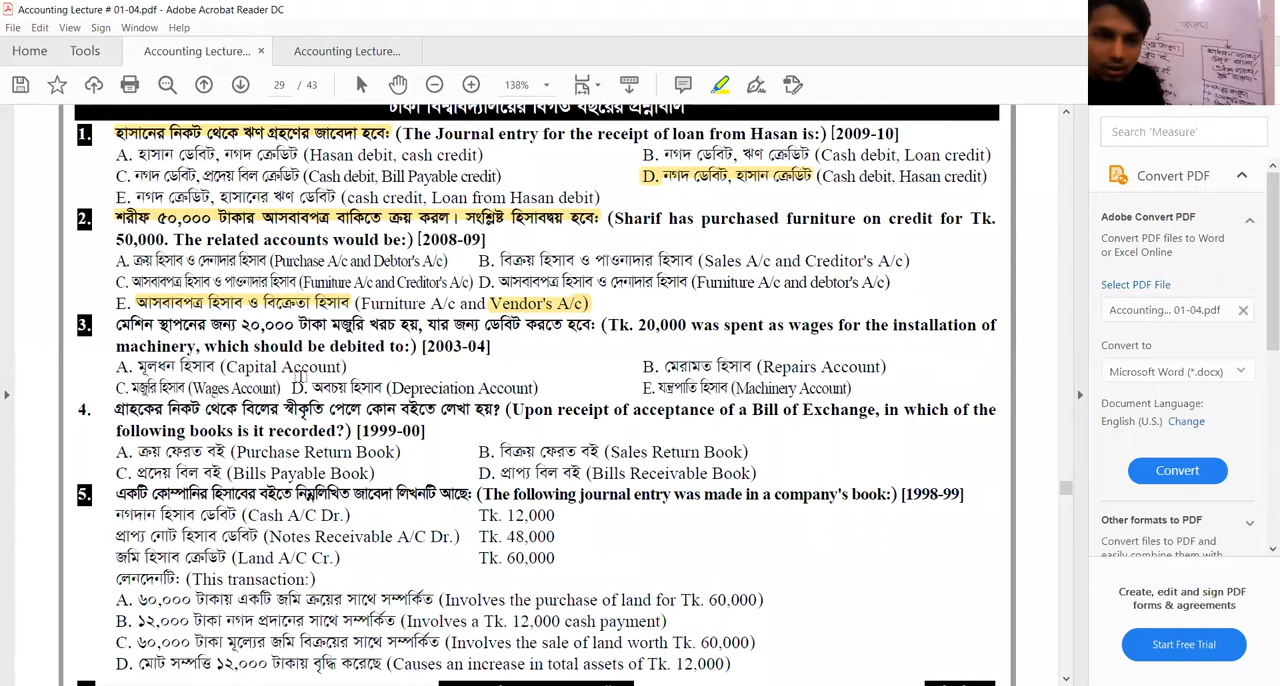 Accounting Lecture # 01-04.pdf - Adobe Acrobat Reader DC
File Edit View Sign Window Help
Home Tools Accounting Lecture... × Accounting Lecture...
29 / 43 138%
ঢাকা বিশ্ববিদ্যালয়ের বিগত বছরের প্রশ্নাবলি
1. হাসানের নিকট থেকে ঋণ গ্রহণের জাবেদা হবে: (The Journal entry for the receipt of loan from Hasan is:) [2009-10]
A. হাসান ডেবিট, নগদ ক্রেডিট (Hasan debit, cash credit) B. নগদ ডেবিট, ঋণ ক্রেডিট (Cash debit, Loan credit)
C. নগদ ডেবিট, প্রদেয় বিল ক্রেডিট (Cash debit, Bill Payable credit) D. নগদ ডেবিট, হাসান ক্রেডিট (Cash debit, Hasan credit)
E. নগদ ক্রেডিট, হাসানের ঋণ ডেবিট (cash credit, Loan from Hasan debit)
2. শরীফ ৫০,০০০ টাকার আসবাবপত্র বাকিতে ক্রয় করল। সংশ্লিষ্ট হিসাবদ্বয় হবে: (Sharif has purchased furniture on credit for Tk.
50,000. The related accounts would be:) [2008-09]
A. ক্রয় হিসাব ও দেনাদার হিসাব (Purchase A/c and Debtor's A/c) B. বিক্রয় হিসাব ও পাওনাদার হিসাব (Sales A/c and Creditor's A/c)
C. আসবাবপত্র হিসাব ও পাওনাদার হিসাব (Furniture A/c and Creditor's A/c) D. আসবাবপত্র হিসাব ও দেনাদার হিসাব (Furniture A/c and debtor's A/c)
E. আসবাবপত্র হিসাব ও বিক্রেতা হিসাব (Furniture A/c and Vendor's A/c)
3. মেশিন স্থাপনের জন্য ২০,০০০ টাকা মজুরি খরচ হয়, যার জন্য ডেবিট করতে হবে: (Tk. 20,000 was spent as wages for the installation of
machinery, which should be debited to:) [2003-04]
A. মূলধন হিসাব (Capital Account) B. মেরামত হিসাব (Repairs Account)
C. মজুরি হিসাব (Wages Account) D. অবচয় হিসাব (Depreciation Account) E. যন্ত্রপাতি হিসাব (Machinery Account)
4. গ্রাহকের নিকট থেকে বিলের স্বীকৃতি পেলে কোন বইতে লেখা হয়? (Upon receipt of acceptance of a Bill of Exchange, in which of the
following books is it recorded?) [1999-00]
A. ক্রয় ফেরত বই (Purchase Return Book) B. বিক্রয় ফেরত বই (Sales Return Book)
C. প্রদেয় বিল বই (Bills Payable Book) D. প্রাপ্য বিল বই (Bills Receivable Book)
5. একটি কোম্পানির হিসাবের বইতে নিম্নলিখিত জাবেদা লিখনটি আছে: (The following journal entry was made in a company's book:) [1998-99]
নগদান হিসাব ডেবিট (Cash A/C Dr.) Tk. 12,000
প্রাপ্য নোট হিসাব ডেবিট (Notes Receivable A/C Dr.) Tk. 48,000
জমি হিসাব ক্রেডিট (Land A/C Cr.) Tk. 60,000
লেনদেনটি: (This transaction:)
A. ৬০,০০০ টাকায় একটি জমি ক্রয়ের সাথে সম্পর্কিত (Involves the purchase of land for Tk. 60,000)
B. ১২,০০০ টাকা নগদ প্রদানের সাথে সম্পর্কিত (Involves a Tk. 12,000 cash payment)
C. ৬০,০০০ টাকা মূল্যের জমি বিক্রয়ের সাথে সম্পর্কিত (Involves the sale of land worth Tk. 60,000)
D. মোট সম্পত্তি ১২,০০০ টাকায় বৃদ্ধি করেছে (Causes an increase in total assets of Tk. 12,000)
Search 'Measure'
Convert PDF
Adobe Convert PDF
Convert PDF files to Word
or Excel Online
Select PDF File
Accounting... 01-04.pdf ×
Convert to
Microsoft Word (*.docx)
Document Language:
English (U.S.) Change
Convert
Other formats to PDF
Convert files to PDF and
easily combine them with
Edit, create, and sign PDF
forms & agreements
Start Free Trial